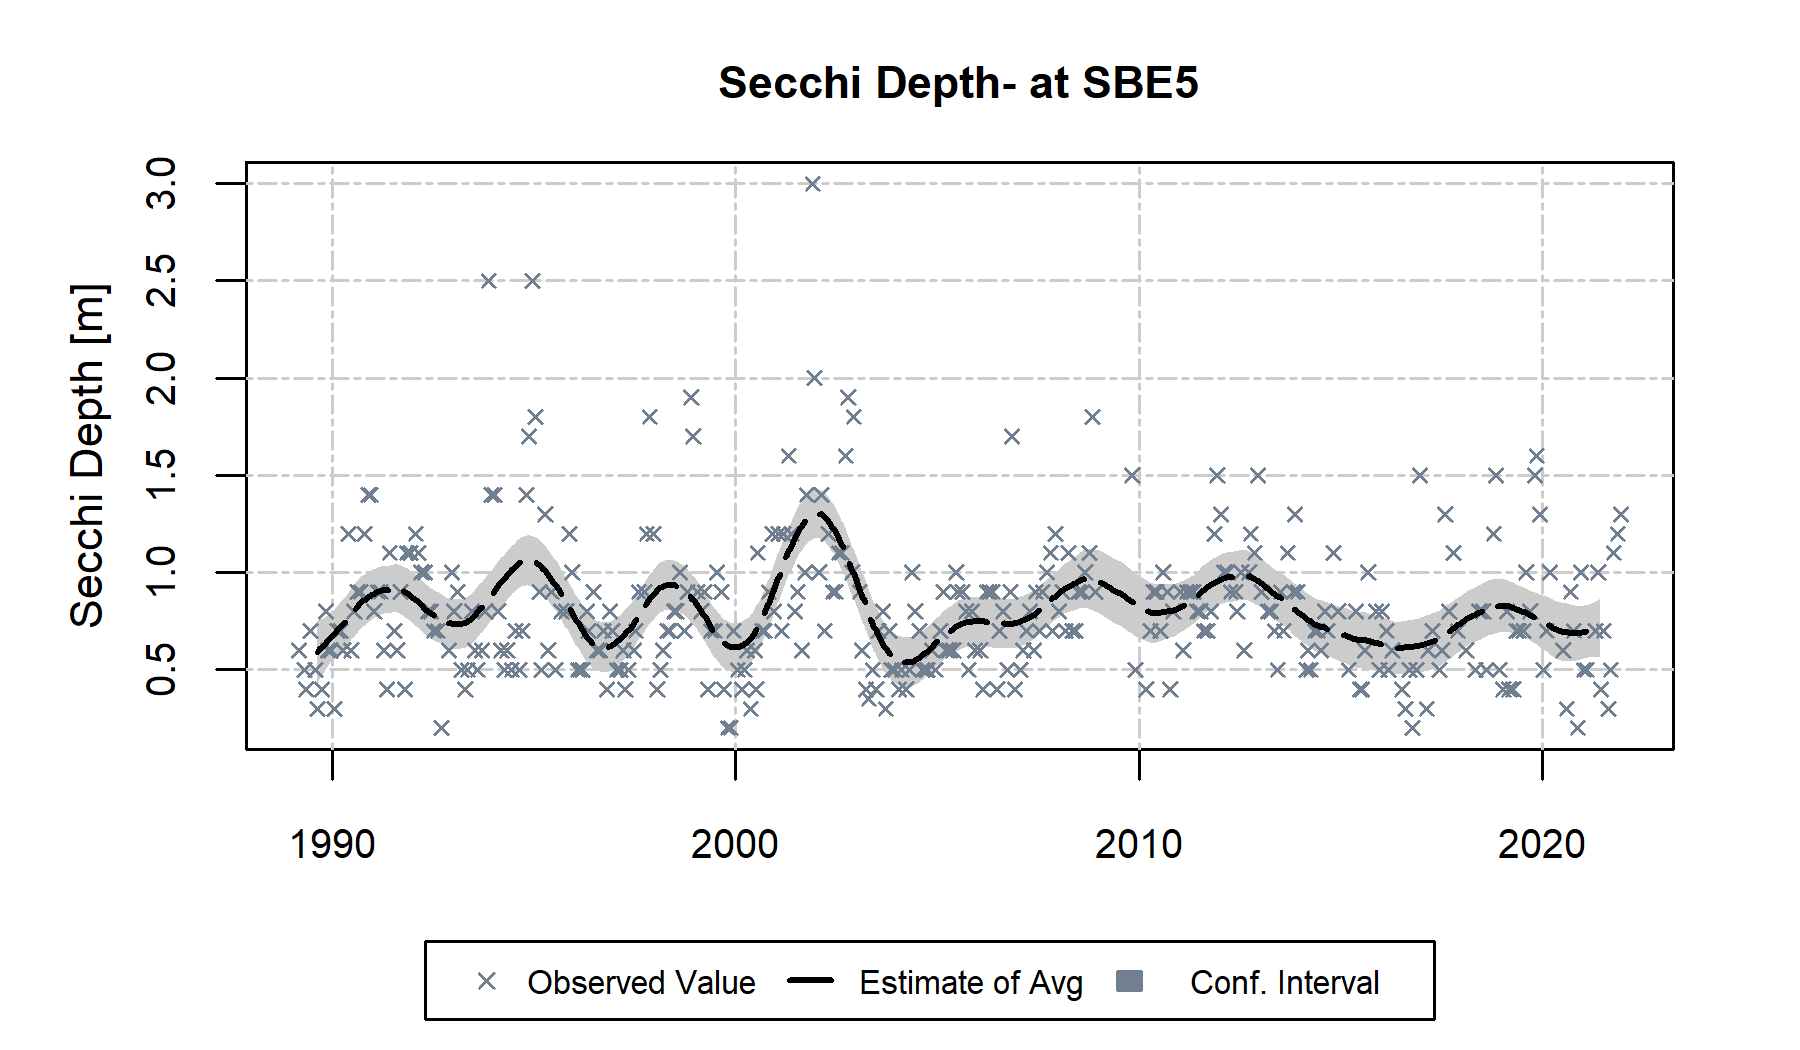 Secchi Depth- at SBE5
Secchi Depth [m]
3.0
2.5
2.0
1.5
1.0
0.5
1990 2000 2010 2020
Observed Value Estimate of Avg Conf. Interval